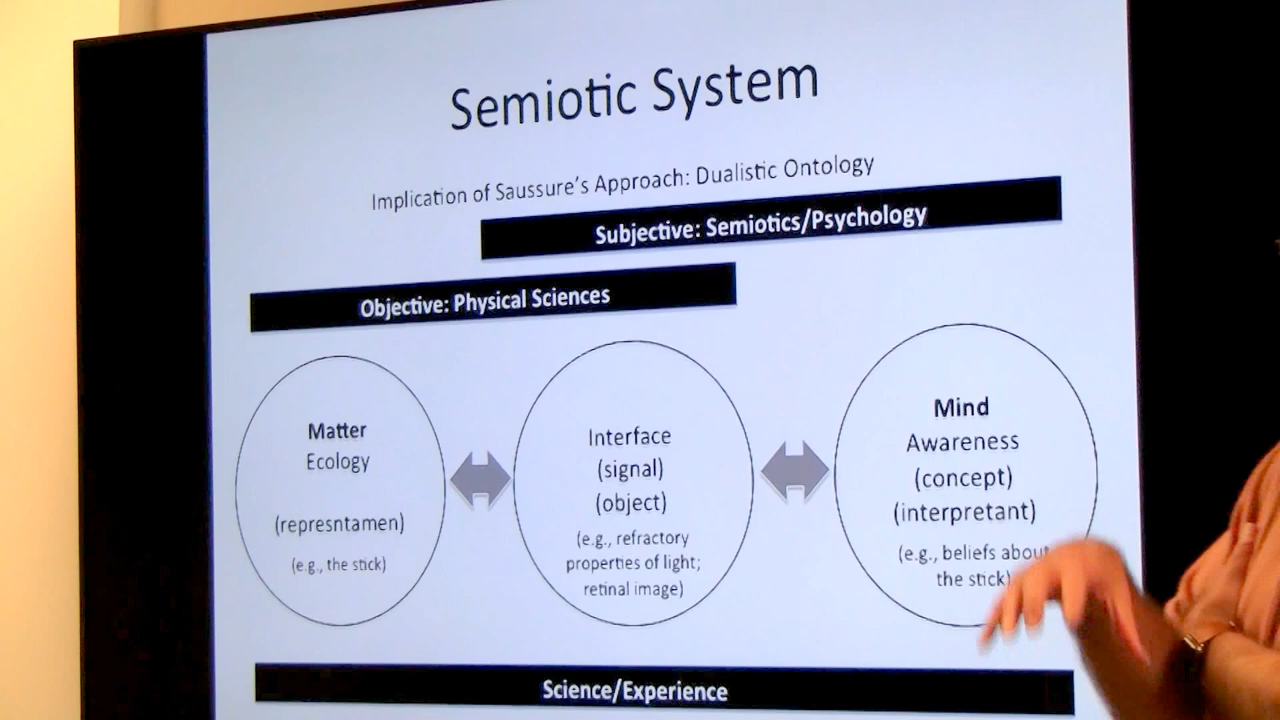 Semiotic System
Implication of Saussure's Approach: Dualistic Ontology
Subjective: Semiotics/Psychology
Objective: Physical Sciences
Matter
Ecology
(represntamen)
(e.g., the stick)
Interface
(signal)
(object)
(e.g., refractory
properties of light;
retinal image)
Mind
Awareness
(concept)
(interpretant)
(e.g., beliefs about
the stick)
Science/Experience